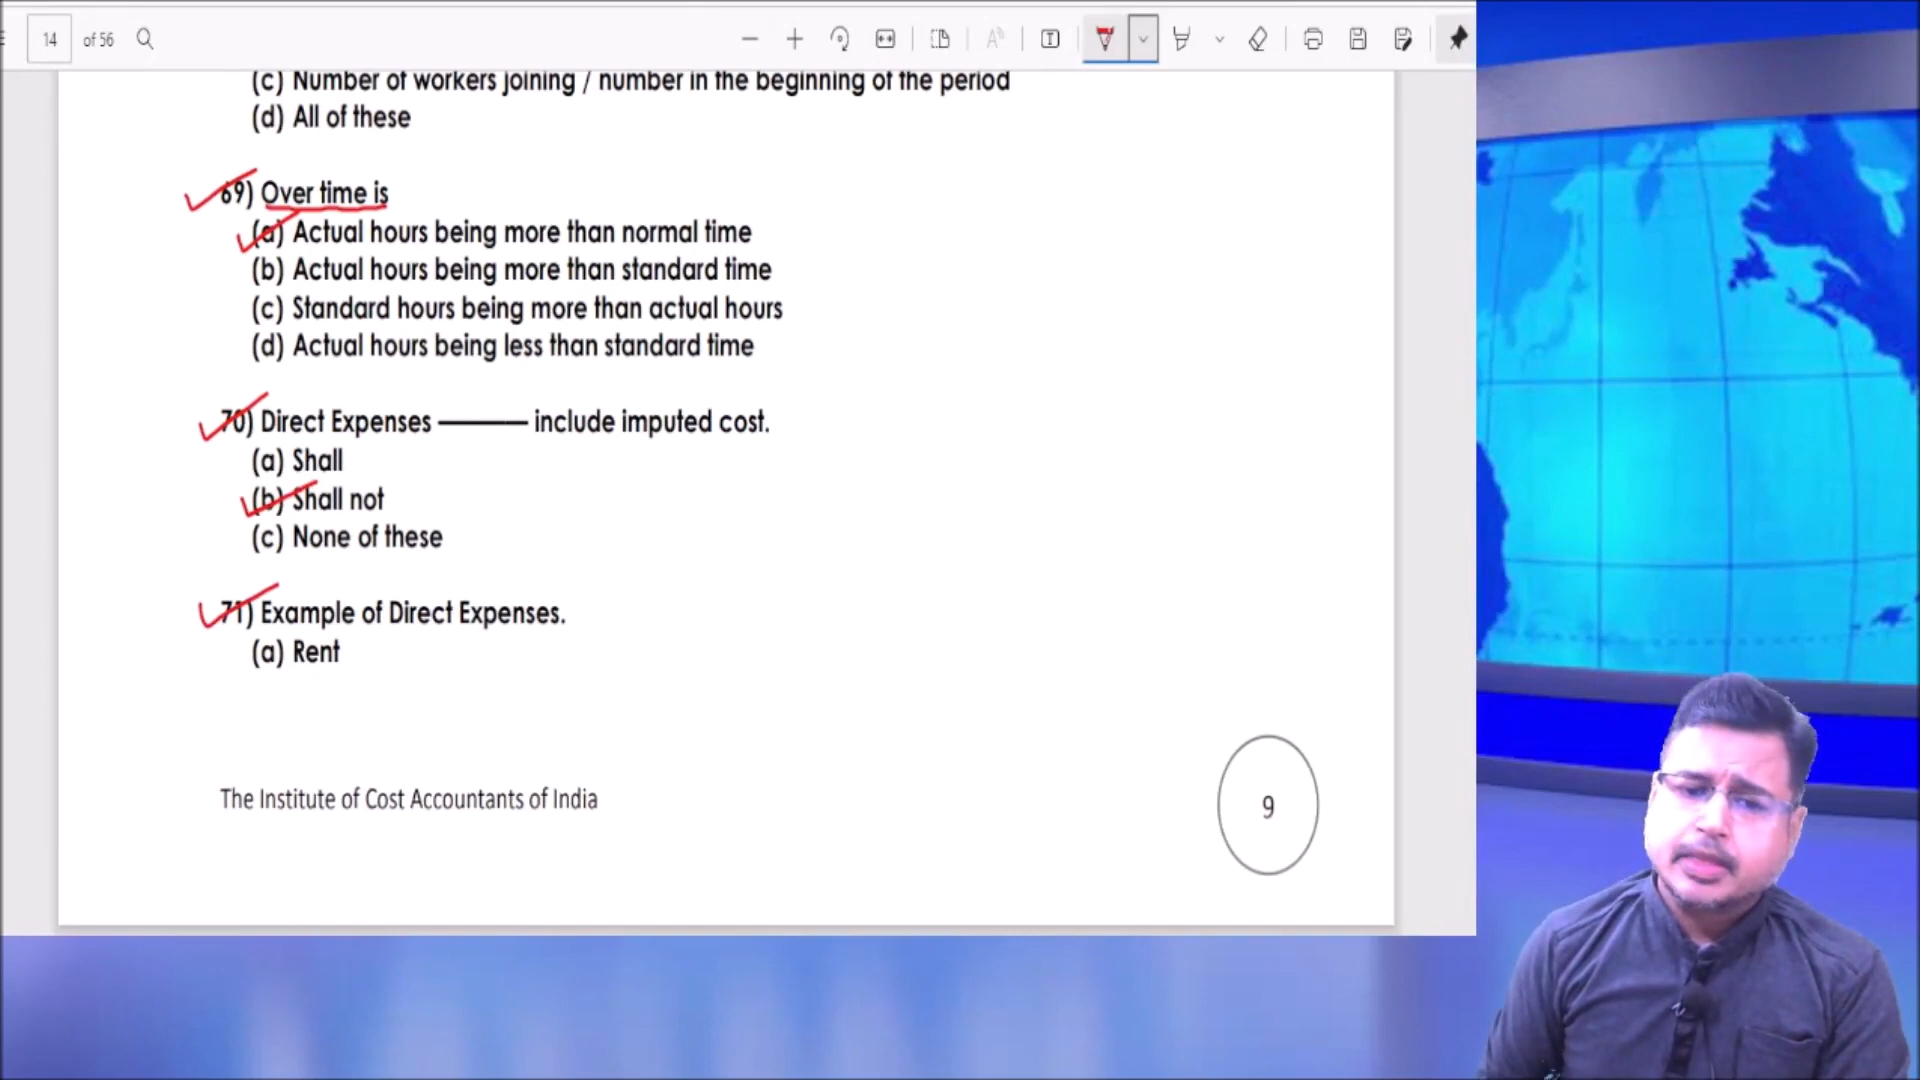 14 of 56
(c) Number of workers joining / number in the beginning of the period
(d) All of these
69) Over time is
(a) Actual hours being more than normal time
(b) Actual hours being more than standard time
(c) Standard hours being more than actual hours
(d) Actual hours being less than standard time
70) Direct Expenses ——— include imputed cost.
(a) Shall
(b) Shall not
(c) None of these
71) Example of Direct Expenses.
(a) Rent
The Institute of Cost Accountants of India
9